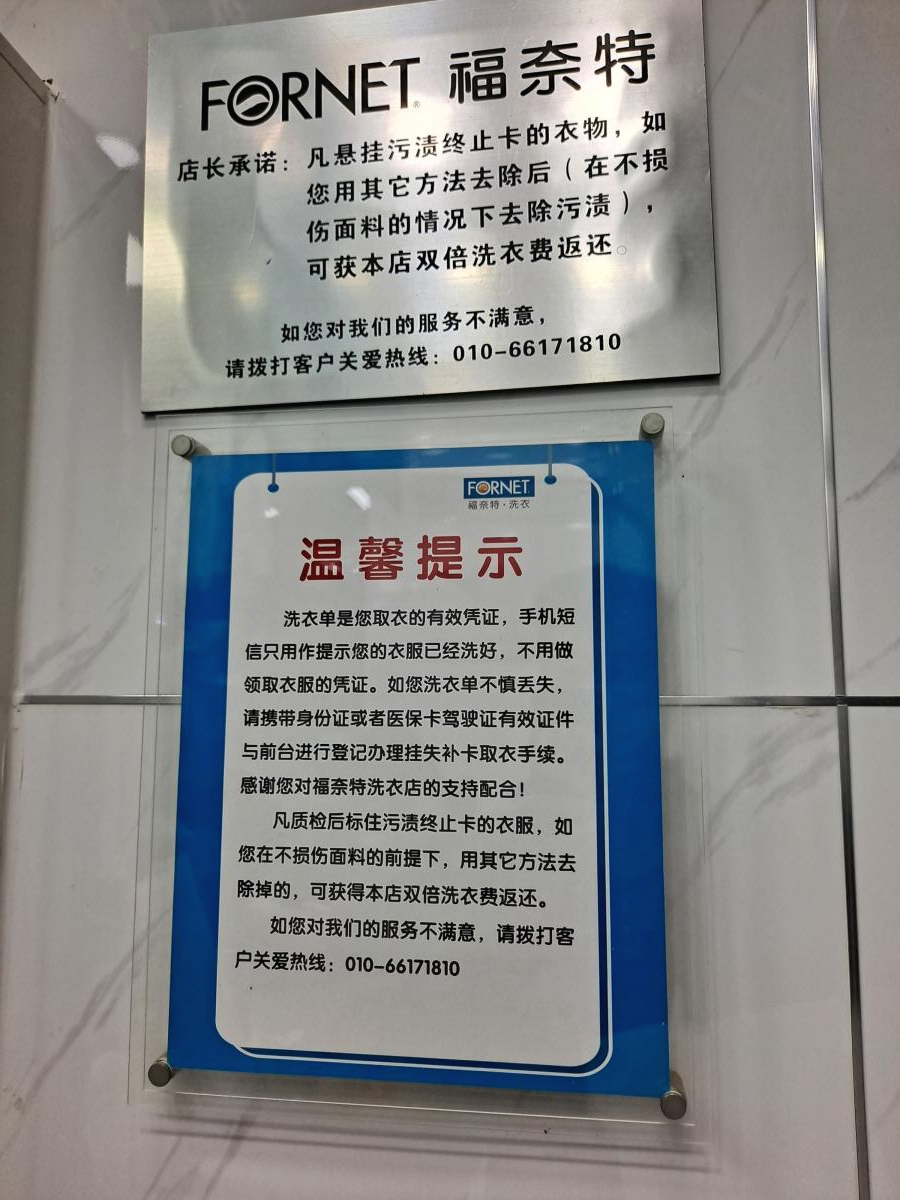 FORNET® 福奈特
店长承诺：凡悬挂污渍终止卡的衣物，如
您用其它方法去除后（在不损
伤面料的情况下去除污渍），
可获本店双倍洗衣费返还。
如您对我们的服务不满意，
请拨打客户关爱热线：010-66171810
FORNET
福奈特·洗衣
温馨提示
洗衣单是您取衣的有效凭证，手机短
信只用作提示您的衣服已经洗好，不用做
领取衣服的凭证。如您洗衣单不慎丢失，
请携带身份证或者医保卡驾驶证有效证件
与前台进行登记办理挂失补卡取衣手续。
感谢您对福奈特洗衣店的支持配合！
凡质检后标住污渍终止卡的衣服，如
您在不损伤面料的前提下，用其它方法去
除掉的，可获得本店双倍洗衣费返还。
如您对我们的服务不满意，请拨打客
户关爱热线：010-66171810